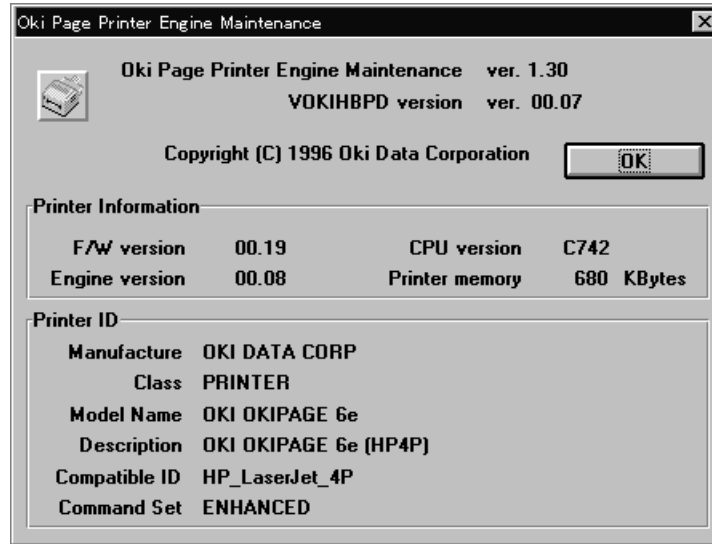 Oki Page Printer Engine Maintenance
Oki Page Printer Engine Maintenance ver. 1.30
VOKIHBPD version ver. 00.07
Copyright (C) 1996 Oki Data Corporation OK
Printer Information
F/W version 00.19 CPU version C742
Engine version 00.08 Printer memory 680 KBytes
Printer ID
Manufacture OKI DATA CORP
Class PRINTER
Model Name OKI OKIPAGE 6e
Description OKI OKIPAGE 6e (HP4P)
Compatible ID HP_LaserJet_4P
Command Set ENHANCED